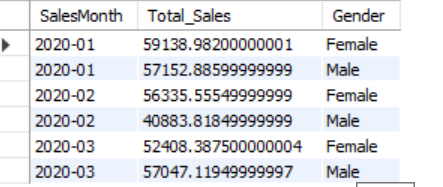 SalesMonth Total_Sales Gender
2020-01 59138.98200000001 Female
2020-01 57152.88599999999 Male
2020-02 56335.55549999999 Female
2020-02 40883.81849999999 Male
2020-03 52408.387500000004 Female
2020-03 57047.11949999997 Male